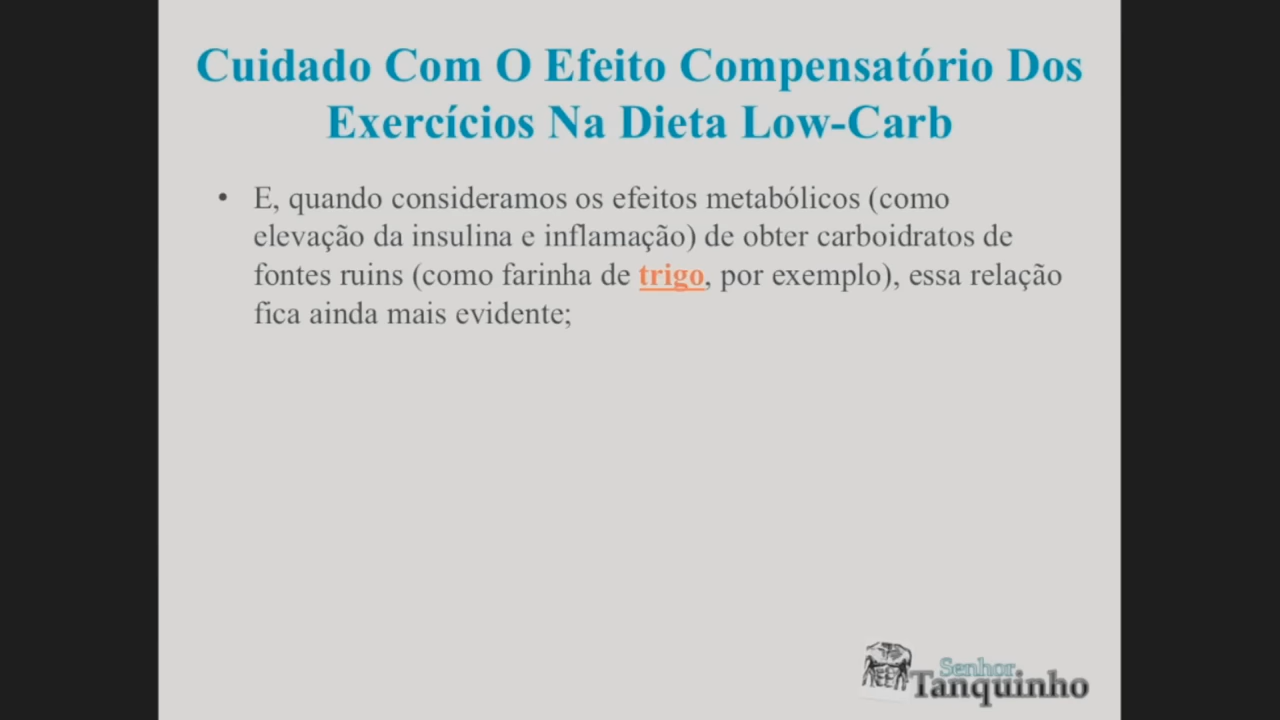 Cuidado Com O Efeito Compensatório Dos
Exercícios Na Dieta Low-Carb
• E, quando consideramos os efeitos metabólicos (como
elevação da insulina e inflamação) de obter carboidratos de
fontes ruins (como farinha de trigo, por exemplo), essa relação
fica ainda mais evidente;
Senhor
Tanquinho